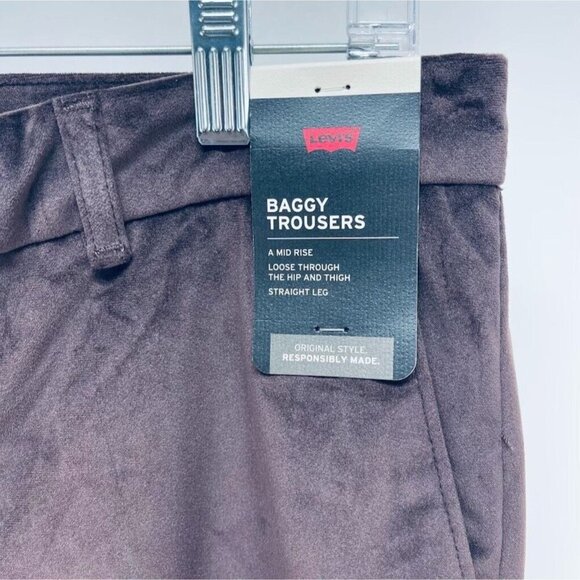 Levi's
BAGGY
TROUSERS
A MID RISE
LOOSE THROUGH
THE HIP AND THIGH
STRAIGHT LEG
ORIGINAL STYLE.
RESPONSIBLY MADE.